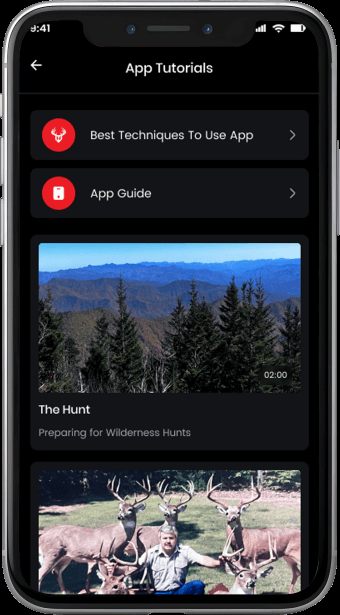 9:41
App Tutorials
Best Techniques To Use App
App Guide
02:00
The Hunt
Preparing for Wilderness Hunts